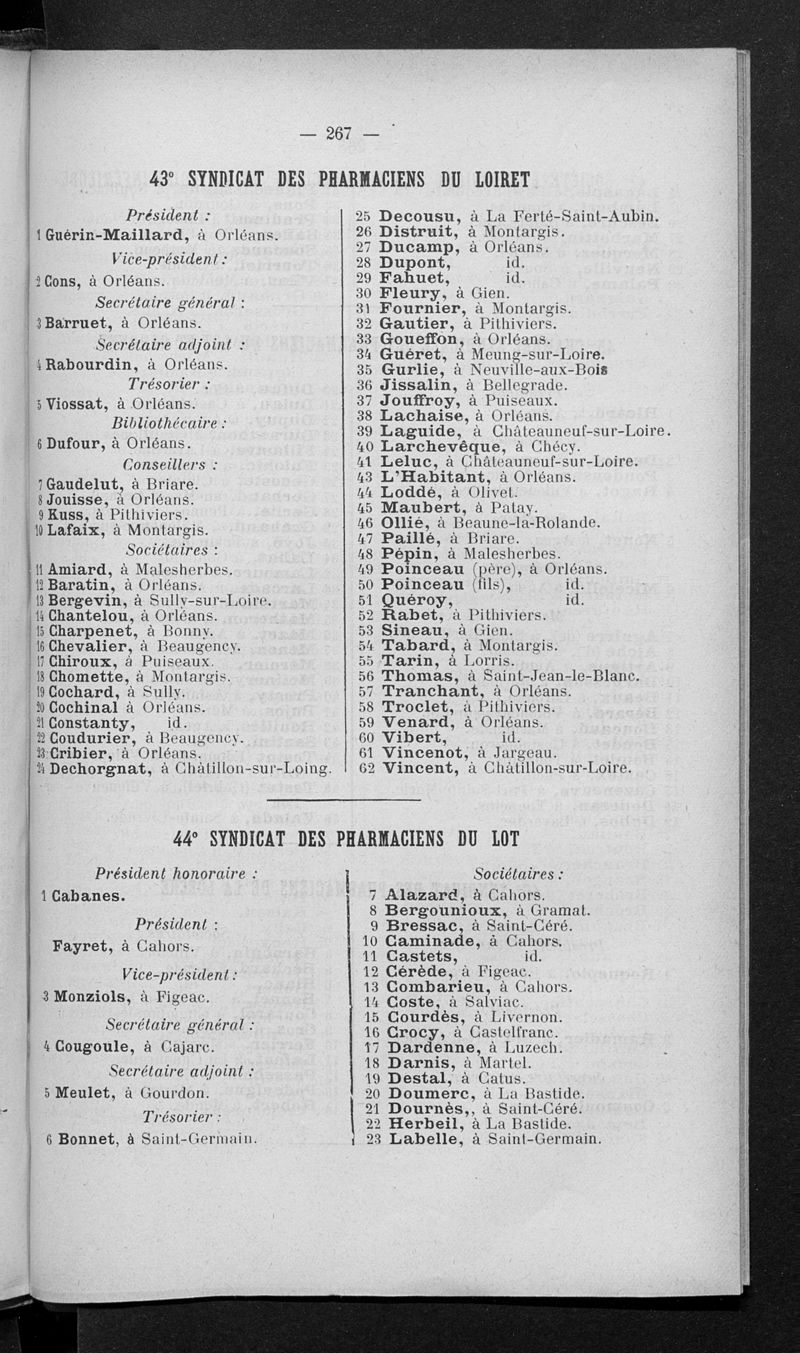 — 267 —
43e SYNDICAT DES PHARMACIENS DU LOIRET
Président :
1 Guérin-Maillard, à Orléans.
Vice-président :
2 Cons, à Orléans.
Secrétaire général :
3 Barruet, à Orléans.
Secrétaire adjoint :
4 Rabourdin, à Orléans.
Trésorier :
5 Viossat, à Orléans.
Bibliothécaire :
6 Dufour, à Orléans.
Conseillers :
7 Gaudelut, à Briare.
8 Jouisse, à Orléans.
9 Kuss, à Pithiviers.
10 Lafaix, à Montargis.
Sociétaires :
11 Amiard, à Malesherbes.
12 Baratin, à Orléans.
13 Bergevin, à Sully-sur-Loire.
14 Chantelou, à Orléans.
15 Charpenet, à Bonny.
16 Chevalier, à Beaugency.
17 Chiroux, à Puiseaux.
18 Chomette, à Montargis.
19 Cochard, à Sully.
20 Cochinal à Orléans.
21 Constanty, id.
22 Coudurier, à Beaugency.
23 Cribier, à Orléans.
24 Dechorgnat, à Châtillon-sur-Loing.
25 Decousu, à La Ferté-Saint-Aubin.
26 Distruit, à Montargis.
27 Ducamp, à Orléans.
28 Dupont, id.
29 Fahuet, id.
30 Fleury, à Gien.
31 Fournier, à Montargis.
32 Gautier, à Pithiviers.
33 Goueffon, à Orléans.
34 Guéret, à Meung-sur-Loire.
35 Gurlie, à Neuville-aux-Bois
36 Jissalin, à Bellegrade.
37 Jouffroy, à Puiseaux.
38 Lachaise, à Orléans.
39 Laguide, à Châteauneuf-sur-Loire.
40 Larchevêque, à Chécy.
41 Leluc, à Châteauneuf-sur-Loire.
43 L'Habitant, à Orléans.
44 Loddé, à Olivet.
45 Maubert, à Patay.
46 Ollié, à Beaune-la-Rolande.
47 Paillé, à Briare.
48 Pépin, à Malesherbes.
49 Poinceau (père), à Orléans.
50 Poinceau (fils), id.
51 Quéroy, id.
52 Rabet, à Pithiviers.
53 Sineau, à Gien.
54 Tabard, à Montargis.
55 Tarin, à Lorris.
56 Thomas, à Saint-Jean-le-Blanc.
57 Tranchant, à Orléans.
58 Troclet, à Pithiviers.
59 Venard, à Orléans.
60 Vibert, id.
61 Vincenot, à Jargeau.
62 Vincent, à Châtillon-sur-Loire.
44e SYNDICAT DES PHARMACIENS DU LOT
Président honoraire :
1 Cabanes.
Président :
Fayret, à Cahors.
Vice-président :
3 Monziols, à Figeac.
Secrétaire général :
4 Cougoule, à Cajarc.
Secrétaire adjoint :
5 Meulet, à Gourdon.
Trésorier :
6 Bonnet, à Saint-Germain.
Sociétaires :
7 Alazard, à Cahors.
8 Bergounioux, à Gramat.
9 Bressac, à Saint-Céré.
10 Caminade, à Cahors.
11 Castets, id.
12 Cérède, à Figeac.
13 Combarieu, à Cahors.
14 Coste, à Salviac.
15 Courdès, à Livernon.
16 Crocy, à Castelfranc.
17 Dardenne, à Luzech.
18 Darnis, à Martel.
19 Destal, à Catus.
20 Doumerc, à La Bastide.
21 Dournès,, à Saint-Céré.
22 Herbeil, à La Bastide.
23 Labelle, à Saint-Germain.